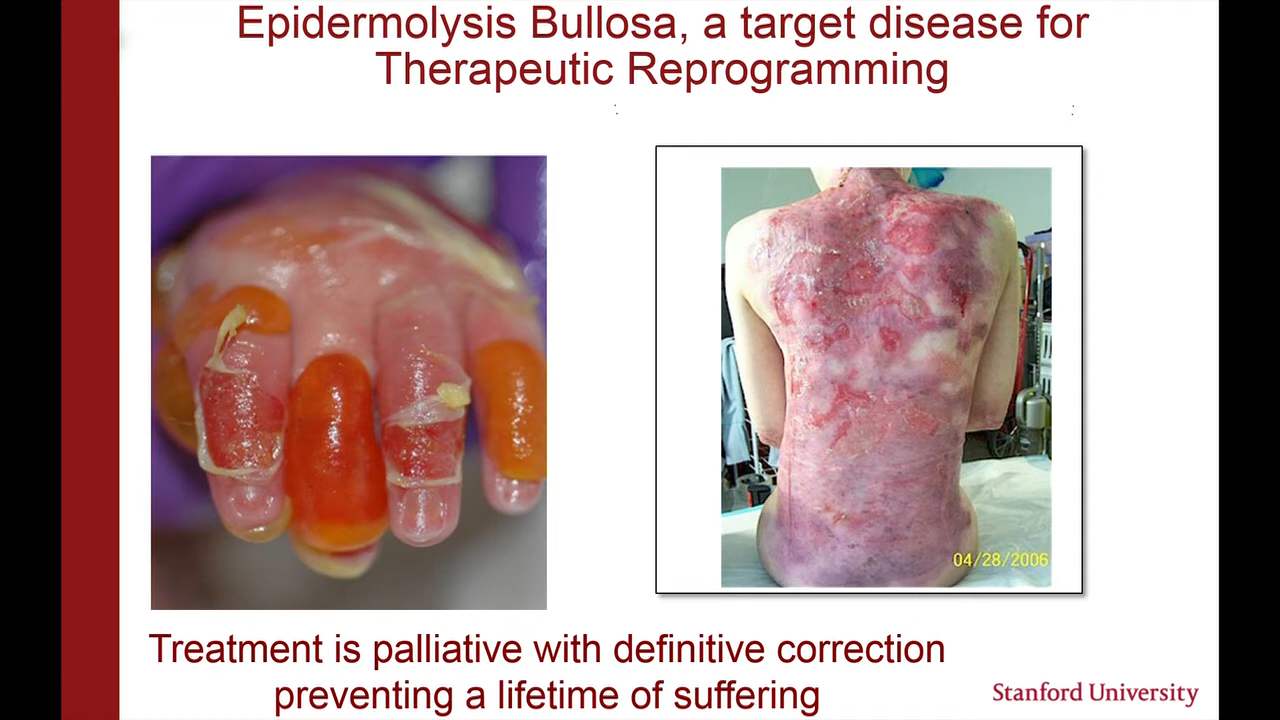 Epidermolysis Bullosa, a target disease for
Therapeutic Reprogramming
04/28/2006
Treatment is palliative with definitive correction
preventing a lifetime of suffering
Stanford University